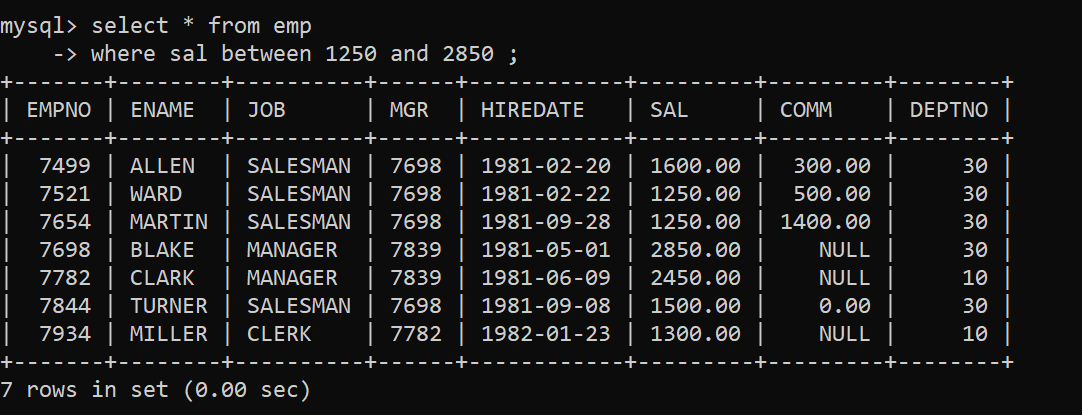 mysql> select * from emp
    -> where sal between 1250 and 2850 ;
+-------+--------+----------+------+------------+---------+---------+--------+
| EMPNO | ENAME  | JOB      | MGR  | HIREDATE   | SAL     | COMM    | DEPTNO |
+-------+--------+----------+------+------------+---------+---------+--------+
|  7499 | ALLEN  | SALESMAN | 7698 | 1981-02-20 | 1600.00 |  300.00 |     30 |
|  7521 | WARD   | SALESMAN | 7698 | 1981-02-22 | 1250.00 |  500.00 |     30 |
|  7654 | MARTIN | SALESMAN | 7698 | 1981-09-28 | 1250.00 | 1400.00 |     30 |
|  7698 | BLAKE  | MANAGER  | 7839 | 1981-05-01 | 2850.00 |    NULL |     30 |
|  7782 | CLARK  | MANAGER  | 7839 | 1981-06-09 | 2450.00 |    NULL |     10 |
|  7844 | TURNER | SALESMAN | 7698 | 1981-09-08 | 1500.00 |    0.00 |     30 |
|  7934 | MILLER | CLERK    | 7782 | 1982-01-23 | 1300.00 |    NULL |     10 |
+-------+--------+----------+------+------------+---------+---------+--------+
7 rows in set (0.00 sec)